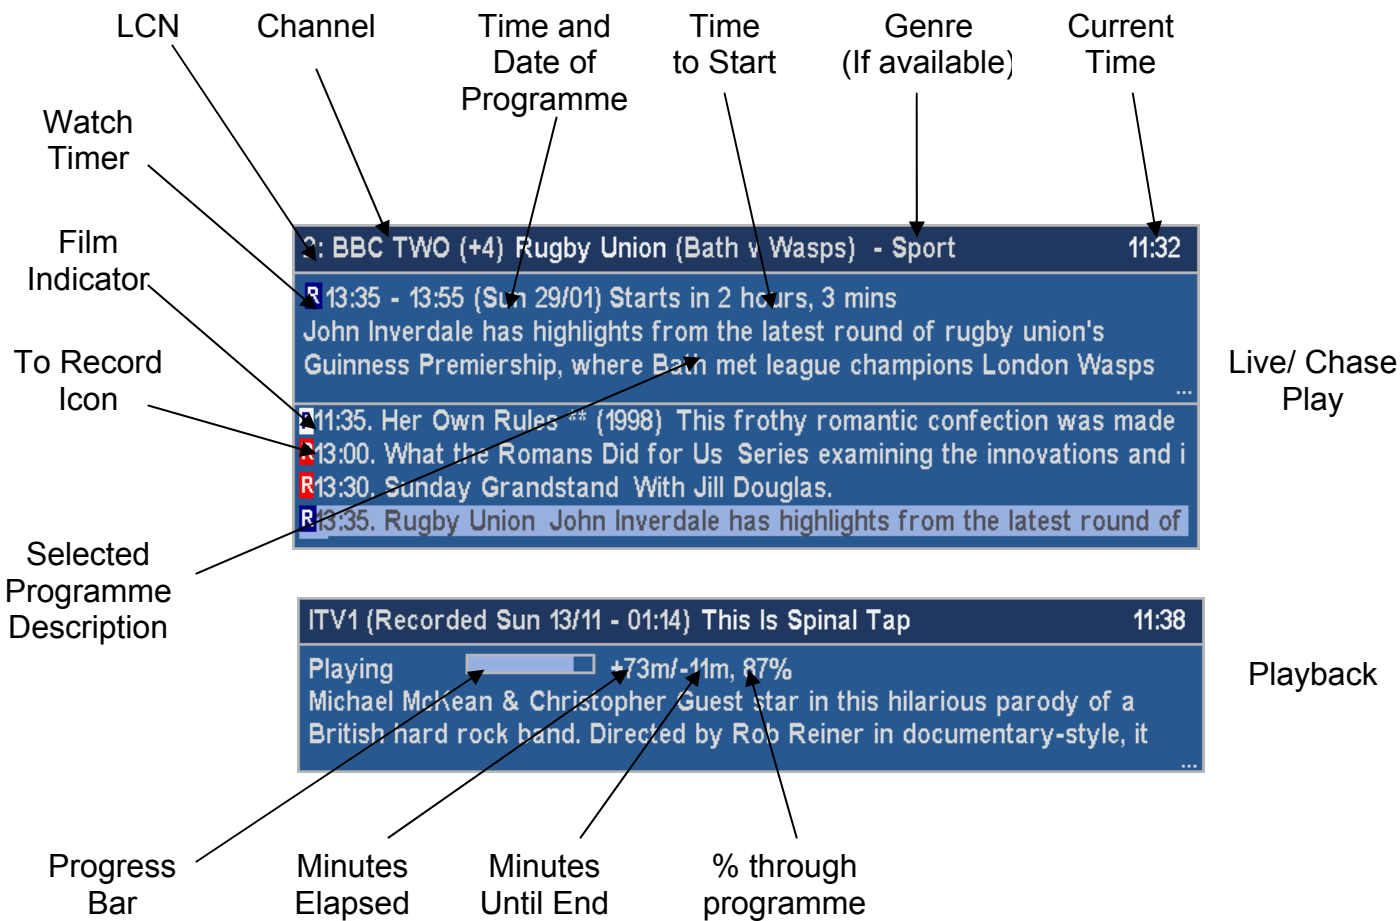 LCN
Channel
Time and
Date of
Programme
Time
to Start
Genre
(If available)
Current
Time
Watch
Timer
Film
Indicator
To Record
Icon
Selected
Programme
Description
: BBC TWO (+4) Rugby Union (Bath v Wasps) - Sport 11:32
R 13:35 - 13:55 (Sun 29/01) Starts in 2 hours, 3 mins
John Inverdale has highlights from the latest round of rugby union's
Guinness Premiership, where Bath met league champions London Wasps
...
11:35. Her Own Rules ** (1998) This frothy romantic confection was made
R 13:00. What the Romans Did for Us Series examining the innovations and i
R 13:30. Sunday Grandstand With Jill Douglas.
R 13:35. Rugby Union John Inverdale has highlights from the latest round of
Live/ Chase
Play
ITV1 (Recorded Sun 13/11 - 01:14) This Is Spinal Tap 11:38
Playing +73m/-11m, 87%
Michael McKean & Christopher Guest star in this hilarious parody of a
British hard rock band. Directed by Rob Reiner in documentary-style, it
...
Playback
Progress
Bar
Minutes
Elapsed
Minutes
Until End
% through
programme